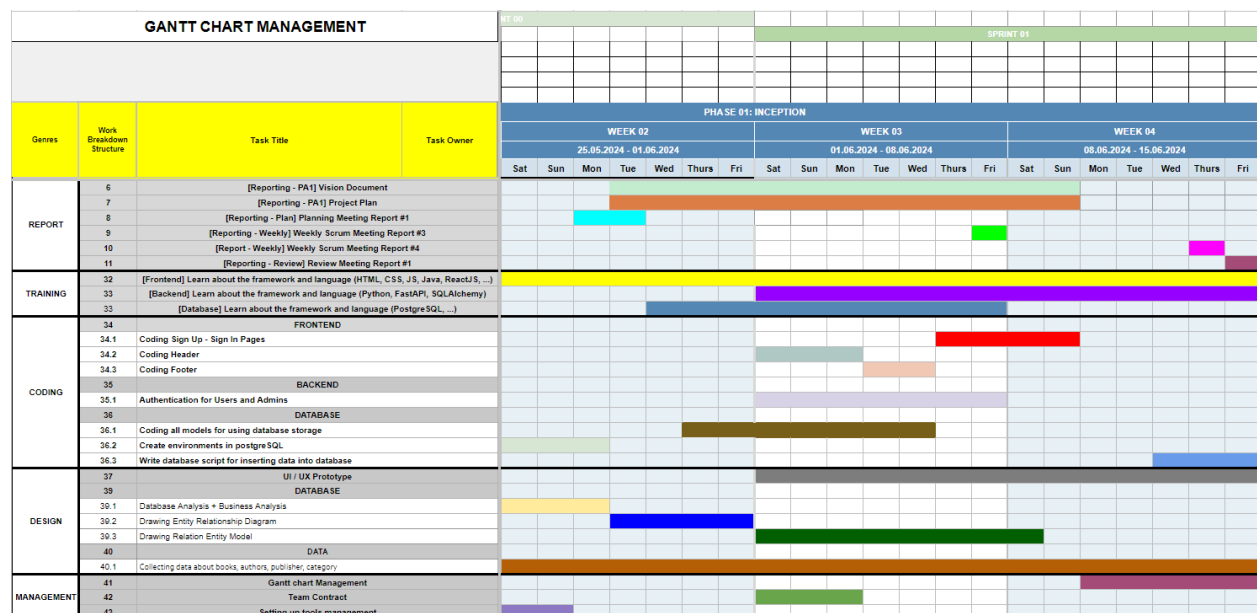 GANTT CHART MANAGEMENT
NT 00
SPRINT 01
PHASE 01: INCEPTION
Genres Work Breakdown Structure Task Title Task Owner
WEEK 02 WEEK 03 WEEK 04
25.05.2024 - 01.06.2024 01.06.2024 - 08.06.2024 08.06.2024 - 15.06.2024
Sat Sun Mon Tue Wed Thurs Fri Sat Sun Mon Tue Wed Thurs Fri Sat Sun Mon Tue Wed Thurs Fri
REPORT
6 [Reporting - PA1] Vision Document
7 [Reporting - PA1] Project Plan
8 [Reporting - Plan] Planning Meeting Report #1
9 [Reporting - Weekly] Weekly Scrum Meeting Report #3
10 [Report - Weekly] Weekly Scrum Meeting Report #4
11 [Reporting - Review] Review Meeting Report #1
TRAINING
32 [Frontend] Learn about the framework and language (HTML, CSS, JS, Java, ReactJS, ...)
33 [Backend] Learn about the framework and language (Python, FastAPI, SQLAlchemy)
33 [Database] Learn about the framework and language (PostgreSQL, ...)
CODING
34 FRONTEND
34.1 Coding Sign Up - Sign In Pages
34.2 Coding Header
34.3 Coding Footer
35 BACKEND
35.1 Authentication for Users and Admins
36 DATABASE
36.1 Coding all models for using database storage
36.2 Create environments in postgreSQL
36.3 Write database script for inserting data into database
DESIGN
37 UI / UX Prototype
39 DATABASE
39.1 Database Analysis + Business Analysis
39.2 Drawing Entity Relationship Diagram
39.3 Drawing Relation Entity Model
40 DATA
40.1 Collecting data about books, authors, publisher, category
MANAGEMENT
41 Gantt chart Management
42 Team Contract
43 Setting up tools management